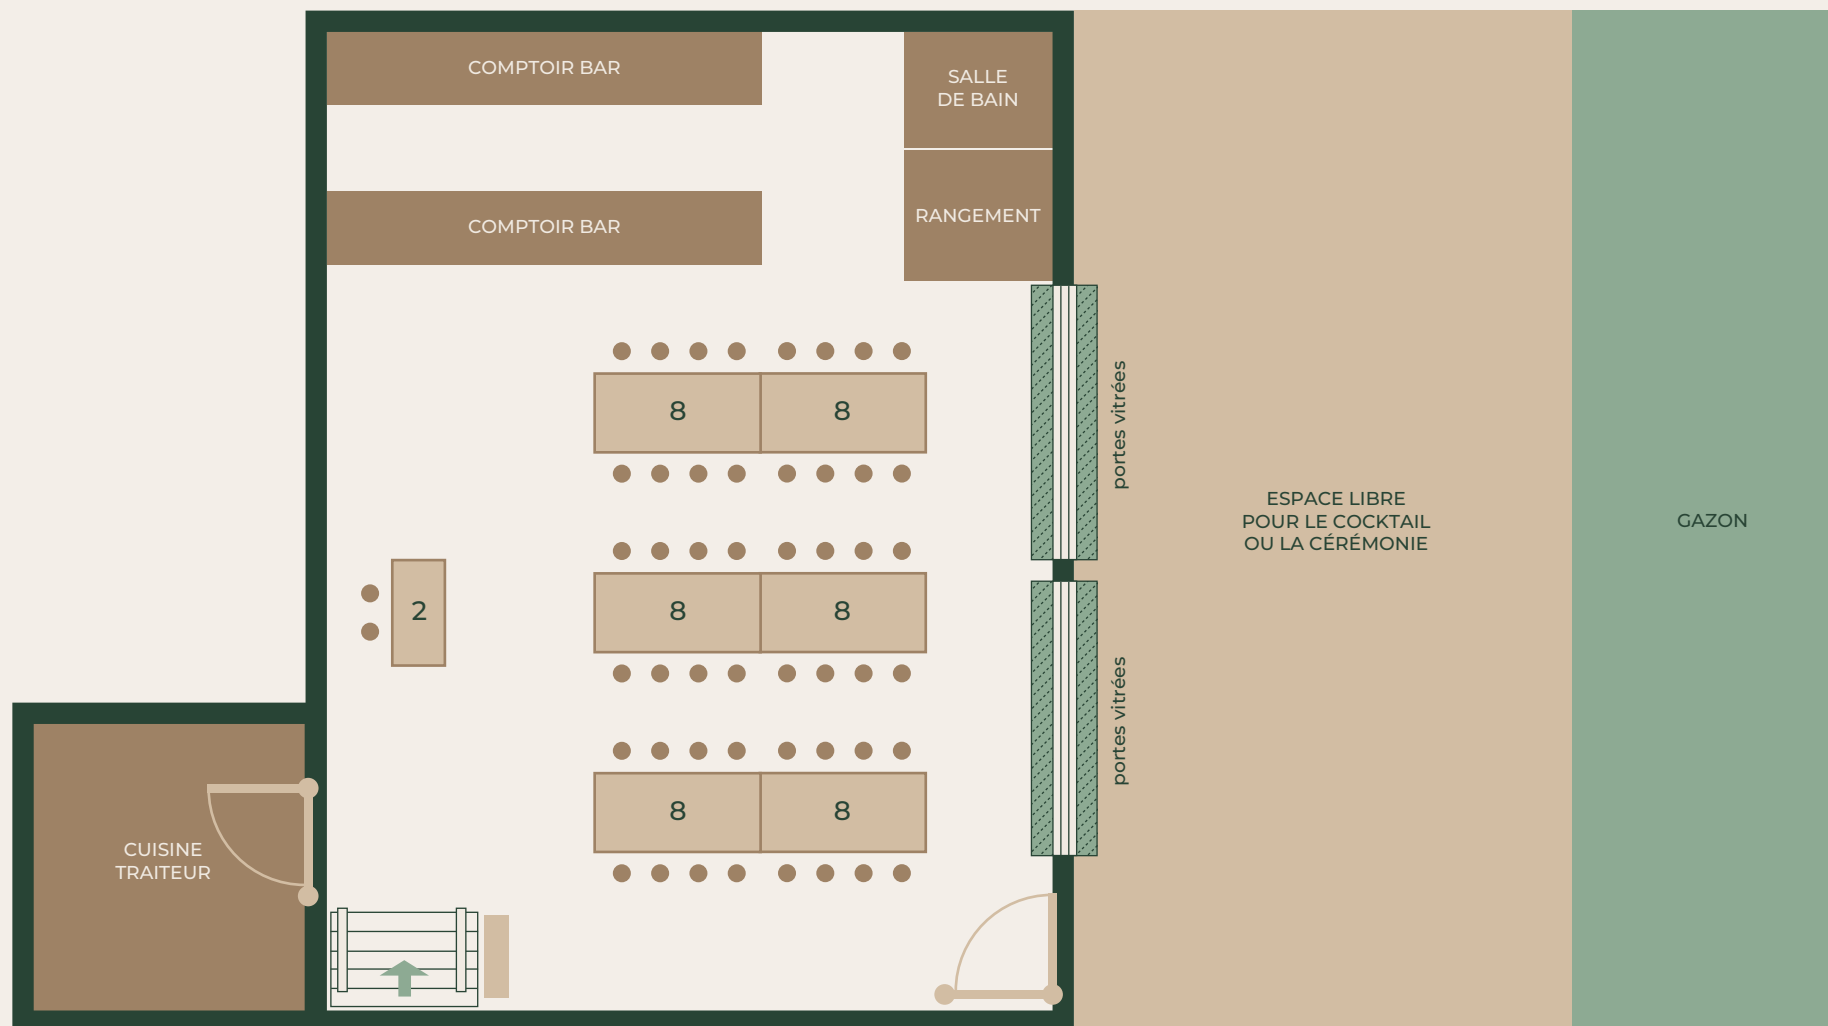 COMPTOIR BAR
SALLE
DE BAIN
COMPTOIR BAR
RANGEMENT
8
8
portes vitrées
ESPACE LIBRE
POUR LE COCKTAIL
OU LA CÉRÉMONIE
GAZON
2
8
8
portes vitrées
8
8
CUISINE
TRAITEUR